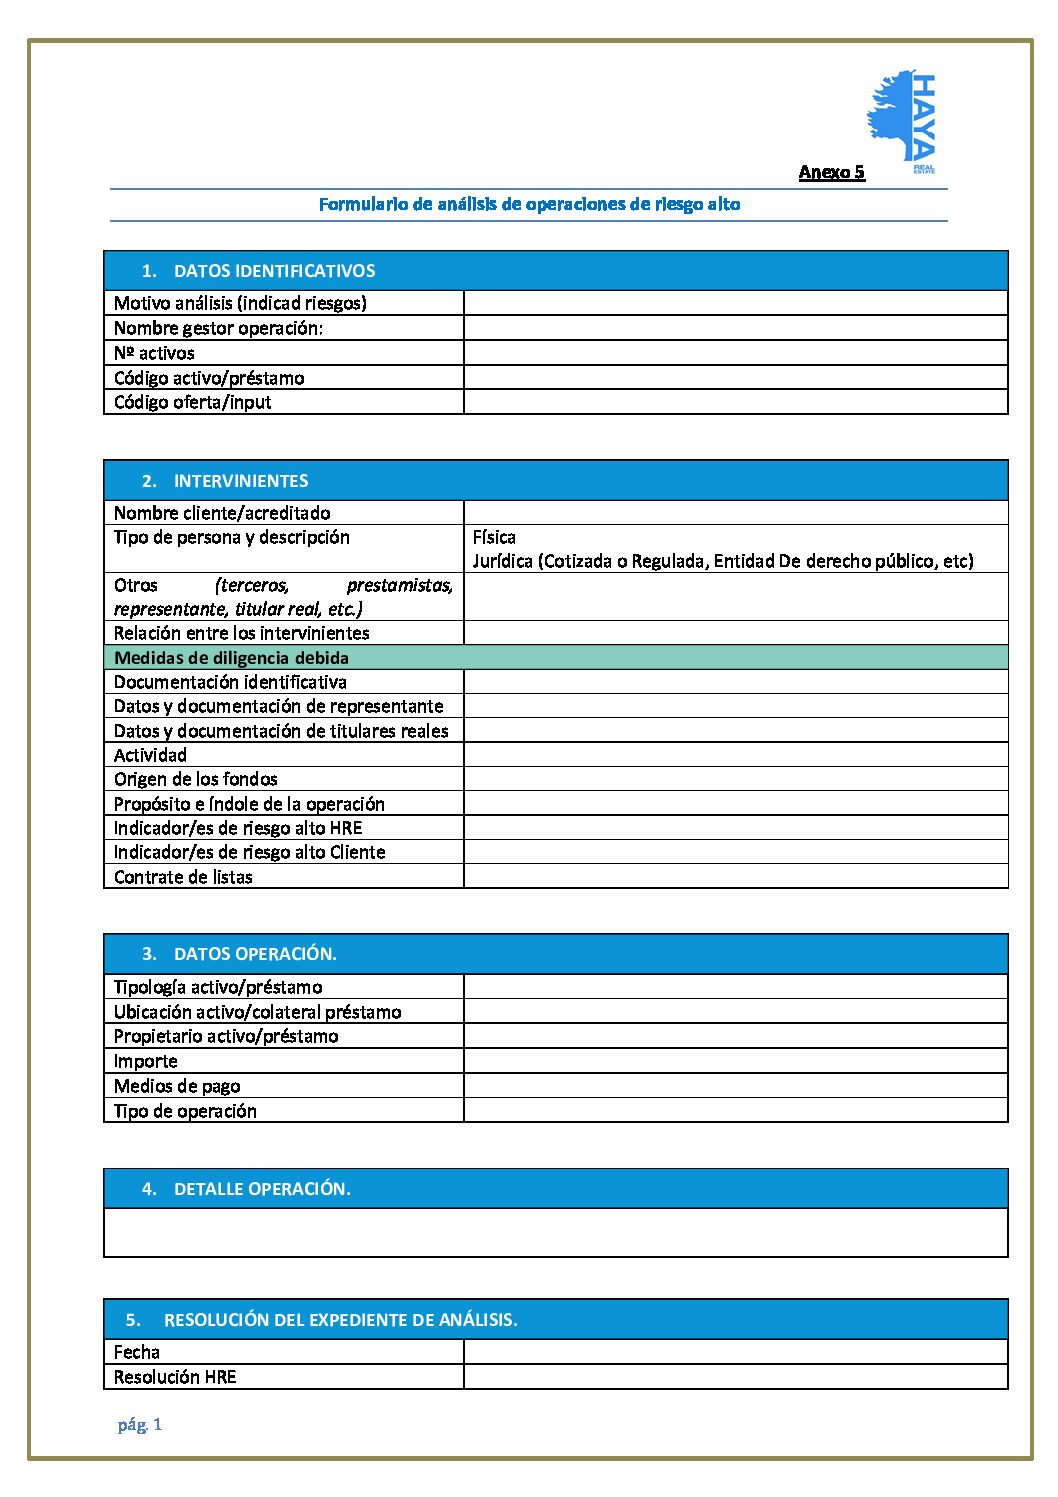 HAYA
REAL
ESTATE
Anexo 5
Formulario de análisis de operaciones de riesgo alto
1. DATOS IDENTIFICATIVOS
Motivo análisis (indicad riesgos)
Nombre gestor operación:
Nº activos
Código activo/préstamo
Código oferta/input
2. INTERVINIENTES
Nombre cliente/acreditado
Tipo de persona y descripción
Física
Jurídica (Cotizada o Regulada, Entidad De derecho público, etc)
Otros (terceros, prestamistas,
representante, titular real, etc.)
Relación entre los intervinientes
Medidas de diligencia debida
Documentación identificativa
Datos y documentación de representante
Datos y documentación de titulares reales
Actividad
Origen de los fondos
Propósito e índole de la operación
Indicador/es de riesgo alto HRE
Indicador/es de riesgo alto Cliente
Contrate de listas
3. DATOS OPERACIÓN.
Tipología activo/préstamo
Ubicación activo/colateral préstamo
Propietario activo/préstamo
Importe
Medios de pago
Tipo de operación
4. DETALLE OPERACIÓN.
5. RESOLUCIÓN DEL EXPEDIENTE DE ANÁLISIS.
Fecha
Resolución HRE
pág. 1